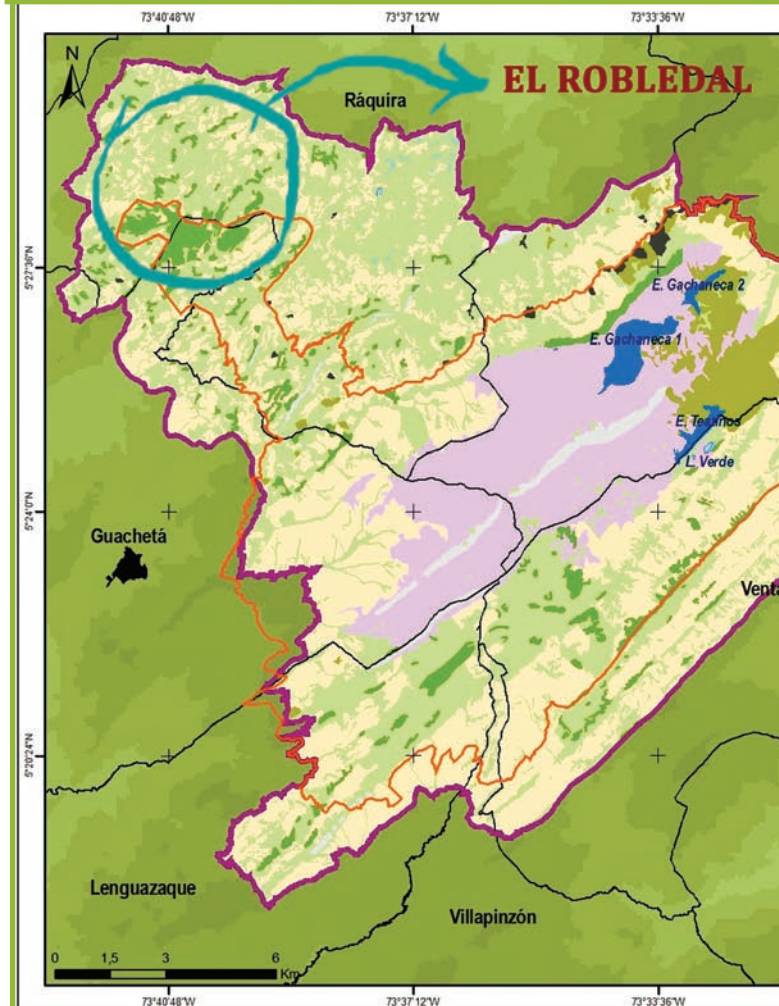 73°40'48"W 73°37'12"W 73°33'36"W
N
EL ROBLEDAL
Ráquira
5°27'36"N
E. Gachaneca 2
E. Gachaneca 1
E. Teatinos
L. Verde
5°24'0"N
Guachetá
Venta
5°20'24"N
Lenguazaque
Villapinzón
0 1,5 3 6
Km
73°40'48"W 73°37'12"W 73°33'36"W